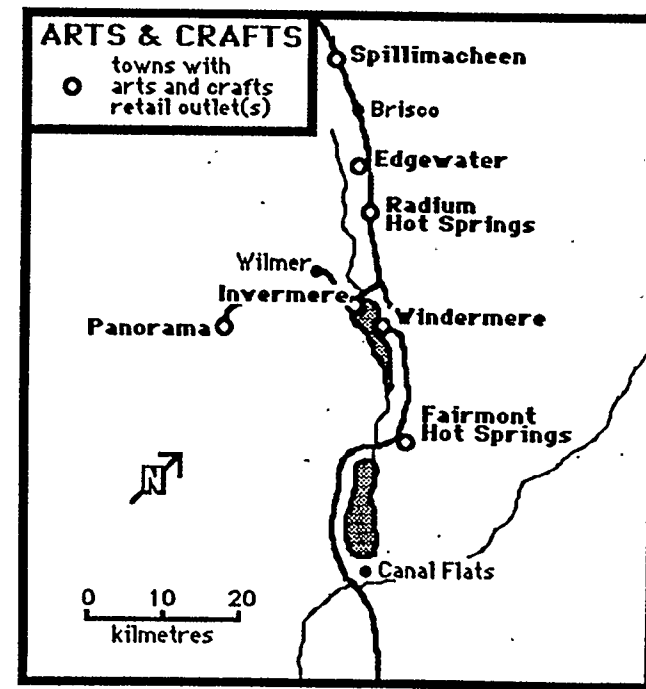 ARTS & CRAFTS
towns with
arts and crafts
retail outlet(s)
Spillimacheen
Brisco
Edgewater
Radium
Hot Springs
Wilmer
Invermere
Windermere
Panorama
Fairmont
Hot Springs
N
Canal Flats
0 10 20
kilmetres